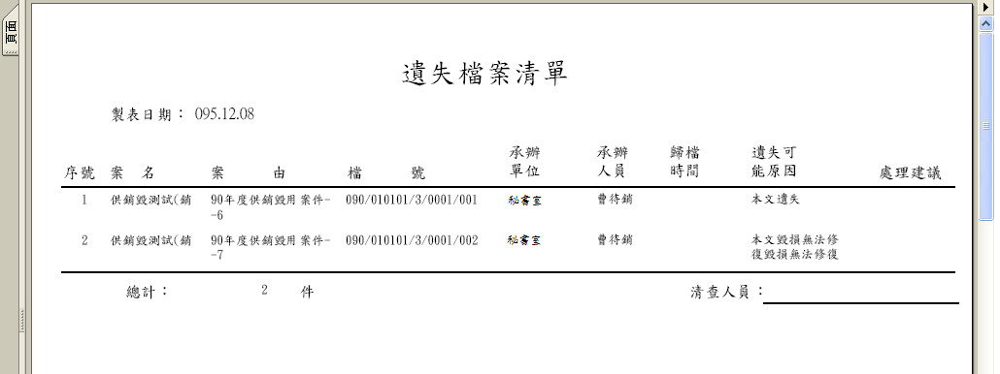 頁面
遺失檔案清單
製表日期： 095.12.08
序號 案 名 案 由 檔 號 承辦單位 承辦人員 歸檔時間 遺失可能原因 處理建議
1 供銷毀測試(銷 90年度供銷毀用案件- 090/010101/3/0001/001 秘書室 曹待銷 本文遺失
-6
2 供銷毀測試(銷 90年度供銷毀用案件- 090/010101/3/0001/002 秘書室 曹待銷 本文毀損無法修
-7 復毀損無法修復
總計： 2 件 清查人員：